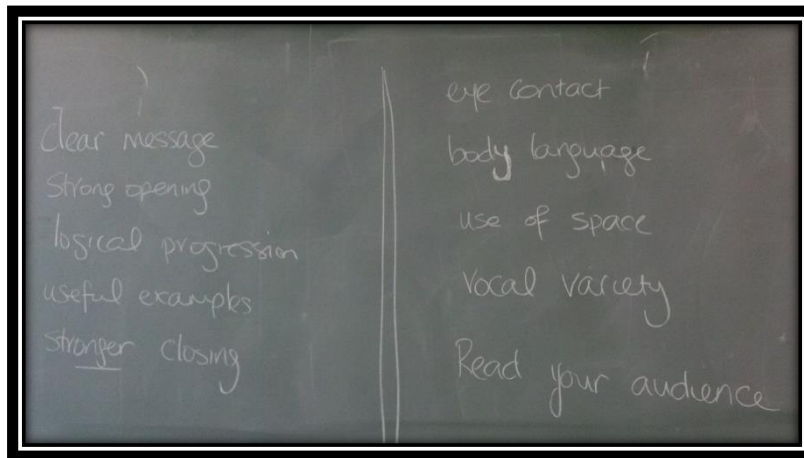 clear message
Strong opening
logical progression
useful examples
stronger closing
eye contact
body language
use of space
Vocal variety
Read your audience